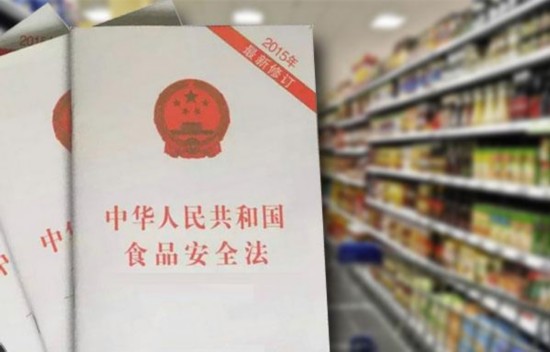 2015年
最新修订
中华人民共和国
食品安全法
中